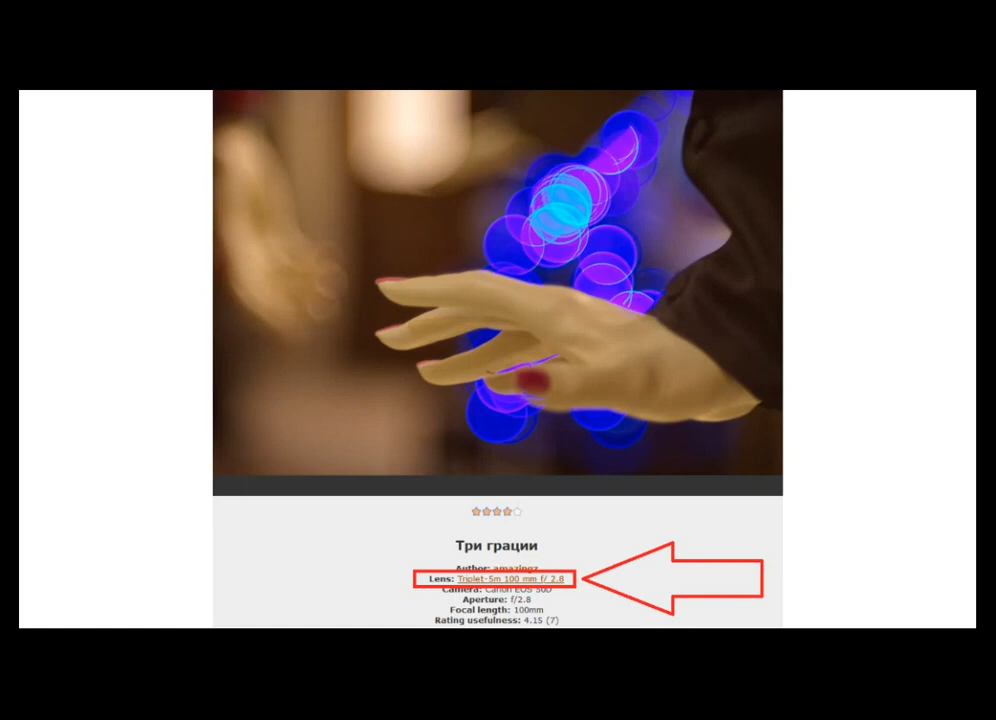 Три грации
Author: amazingz
Lens: Triplet-5m 100 mm f/ 2.8
Camera: Canon EOS 50D
Aperture: f/2.8
Focal length: 100mm
Rating usefulness: 4.15 (7)